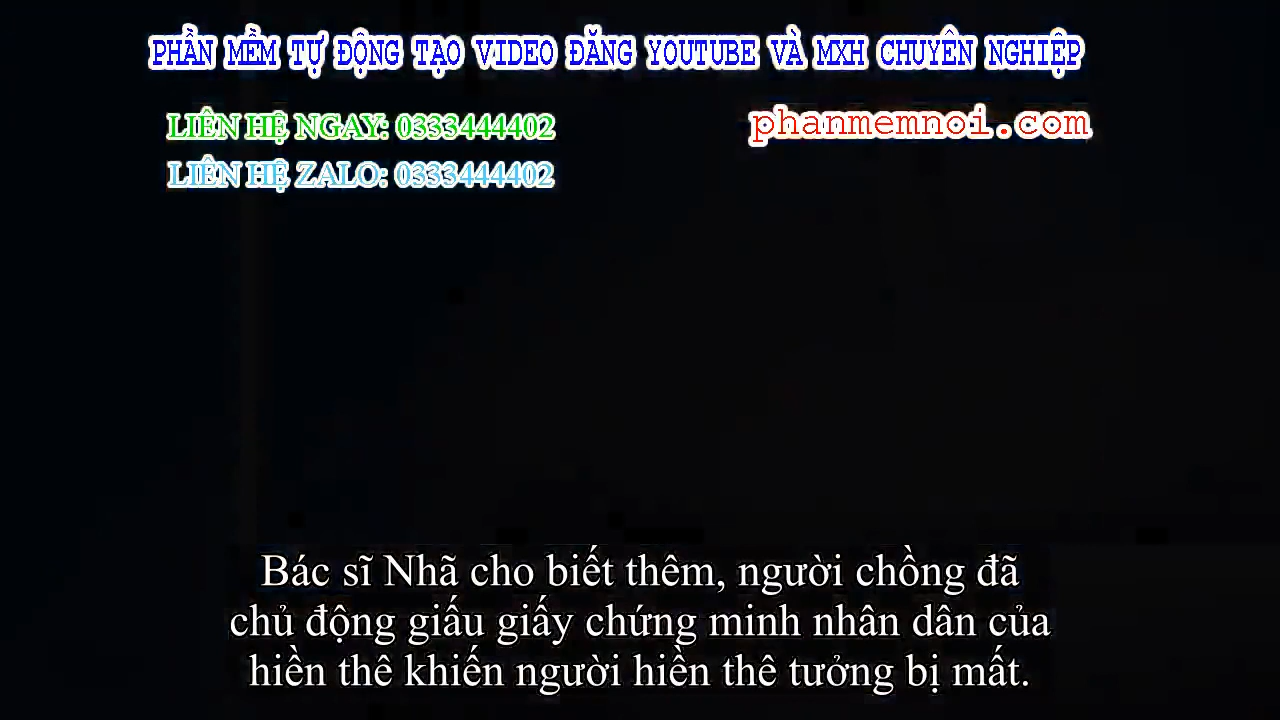 PHẦN MỀM TỰ ĐỘNG TẠO VIDEO ĐĂNG YOUTUBE VÀ MXH CHUYÊN NGHIỆP
LIÊN HỆ NGAY: 0333444402
phanmemnoi.com
LIÊN HỆ ZALO: 0333444402
Bác sĩ Nhã cho biết thêm, người chồng đã
chủ động giấu giấy chứng minh nhân dân của
hiền thê khiến người hiền thê tưởng bị mất.